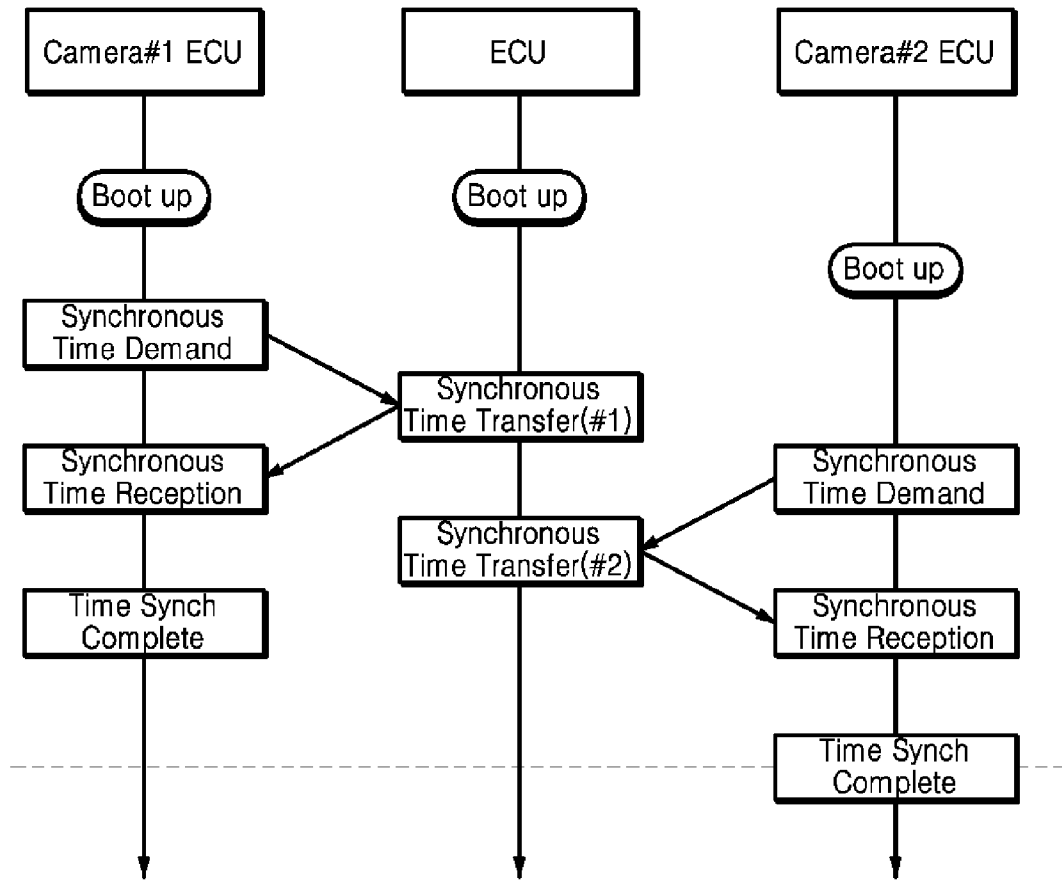 Camera#1 ECU
ECU
Camera#2 ECU
Boot up
Boot up
Boot up
Synchronous
Time Demand
Synchronous
Time Transfer(#1)
Synchronous
Time Reception
Synchronous
Time Demand
Synchronous
Time Transfer(#2)
Time Synch
Complete
Synchronous
Time Reception
Time Synch
Complete